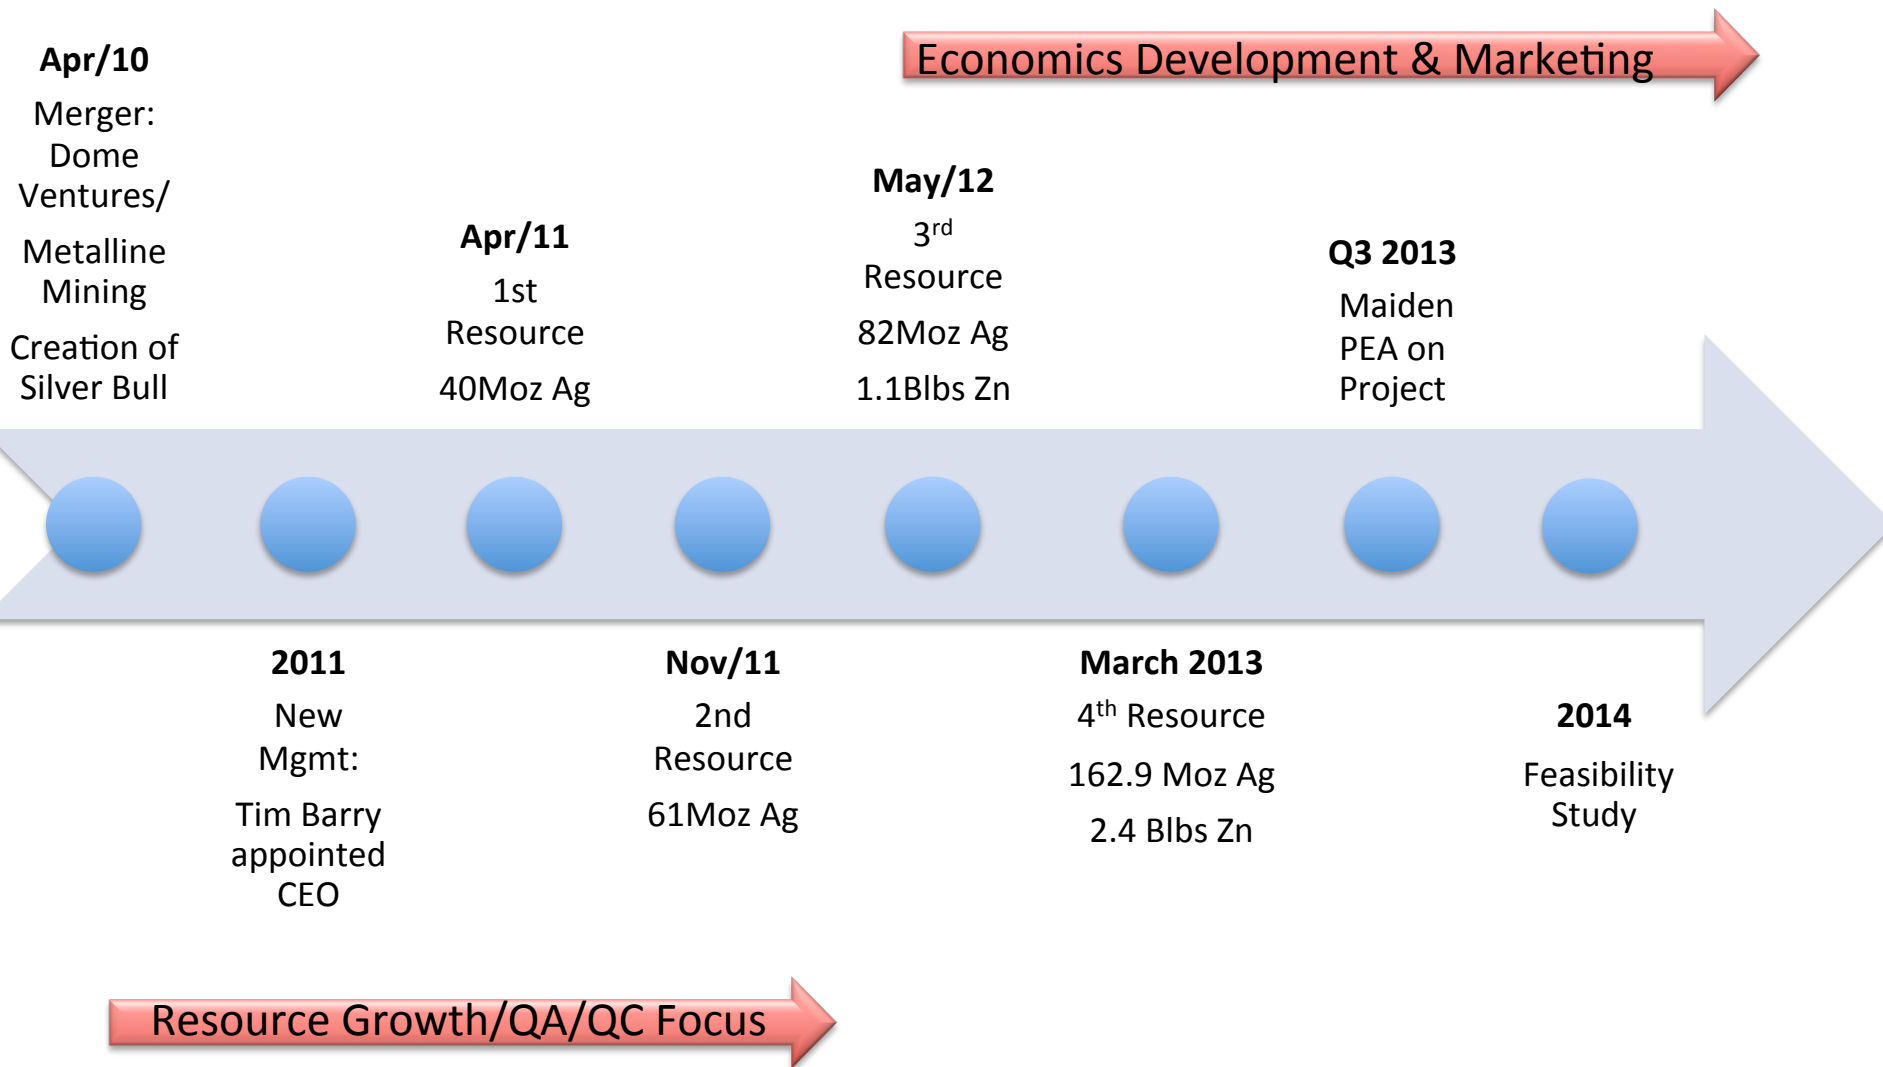 Economics Development & Marketing
Apr/10
Merger:
Dome
Ventures/
Metalline
Mining
Creation of
Silver Bull
Apr/11
1st
Resource
40Moz Ag
May/12
3rd
Resource
82Moz Ag
1.1Blbs Zn
Q3 2013
Maiden
PEA on
Project
2011
New
Mgmt:
Tim Barry
appointed
CEO
Nov/11
2nd
Resource
61Moz Ag
March 2013
4th Resource
162.9 Moz Ag
2.4 Blbs Zn
2014
Feasibility
Study
Resource Growth/QA/QC Focus